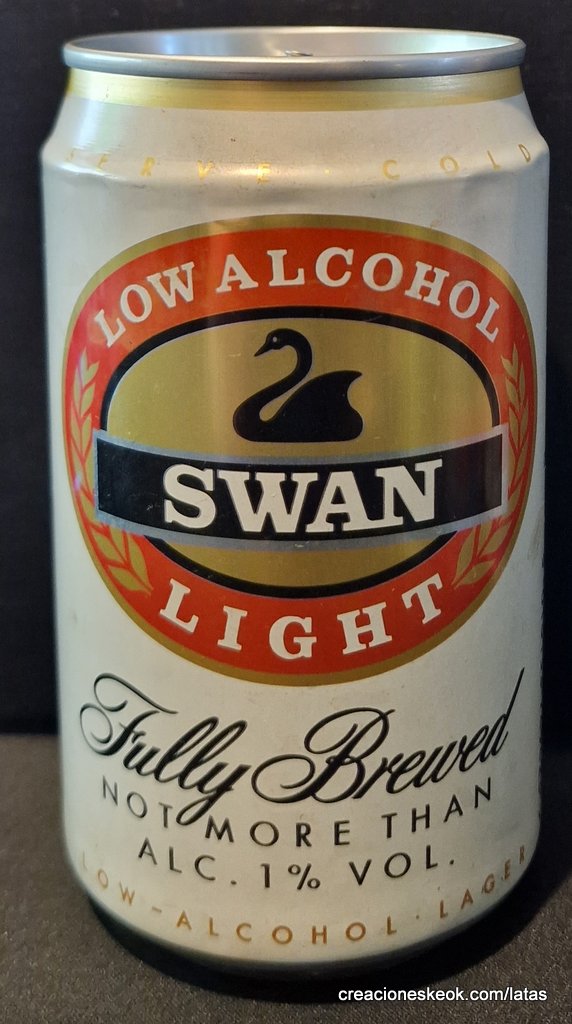 SERVE · COLD
LOW ALCOHOL
SWAN
LIGHT
Fully Brewed
NOT MORE THAN
ALC. 1% VOL.
LOW-ALCOHOL · LAGER
creacioneskeok.com/latas